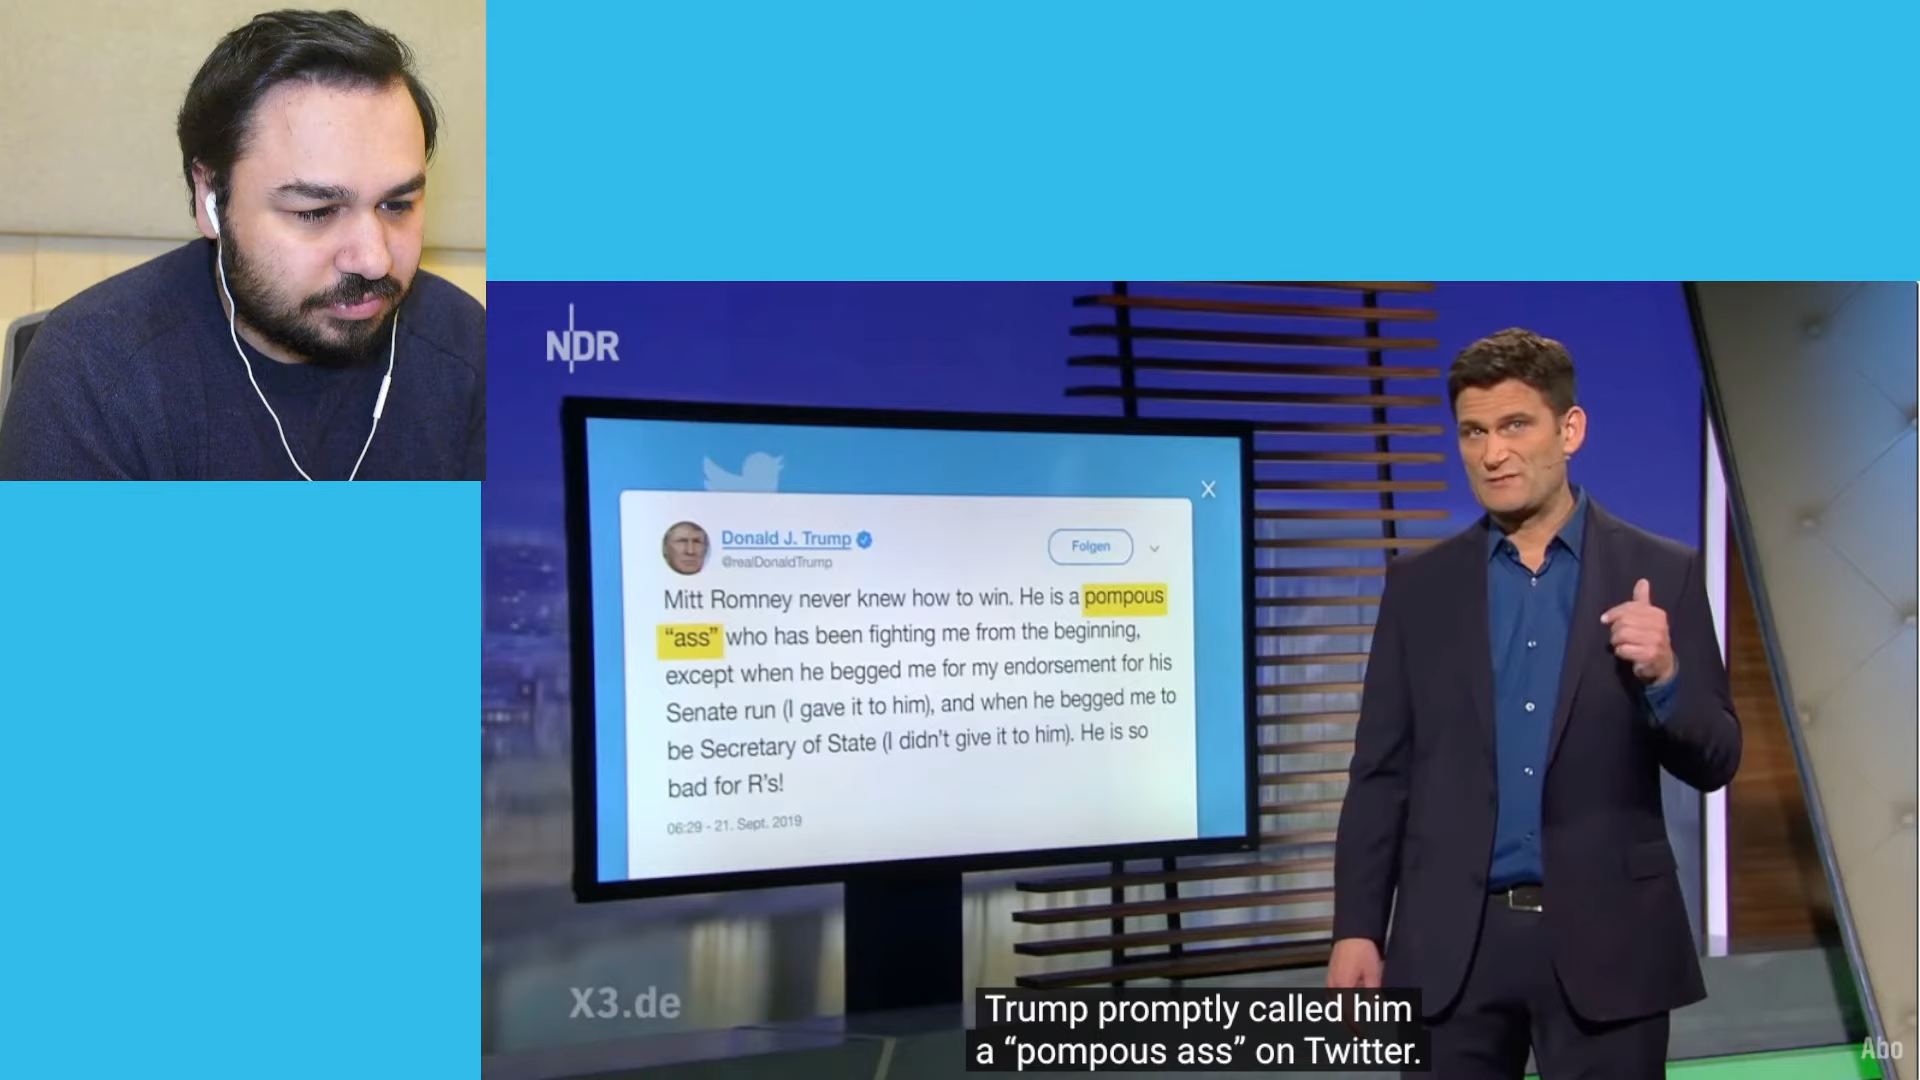 NDR
X
Donald J. Trump
@realDonaldTrump
Folgen
Mitt Romney never knew how to win. He is a pompous
“ass” who has been fighting me from the beginning,
except when he begged me for my endorsement for his
Senate run (I gave it to him), and when he begged me to
be Secretary of State (I didn't give it to him). He is so
bad for R's!
06:29 - 21. Sept. 2019
X3.de
Trump promptly called him
a “pompous ass” on Twitter.
Abo